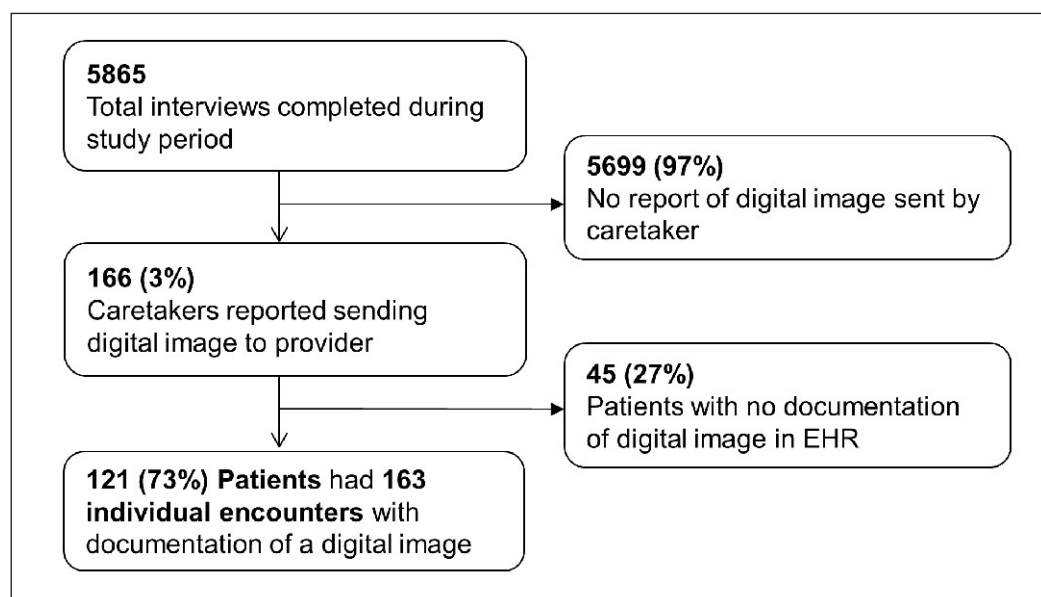 5865
Total interviews completed during
study period
5699 (97%)
No report of digital image sent by
caretaker
166 (3%)
Caretakers reported sending
digital image to provider
45 (27%)
Patients with no documentation
of digital image in EHR
121 (73%) Patients had 163
individual encounters with
documentation of a digital image